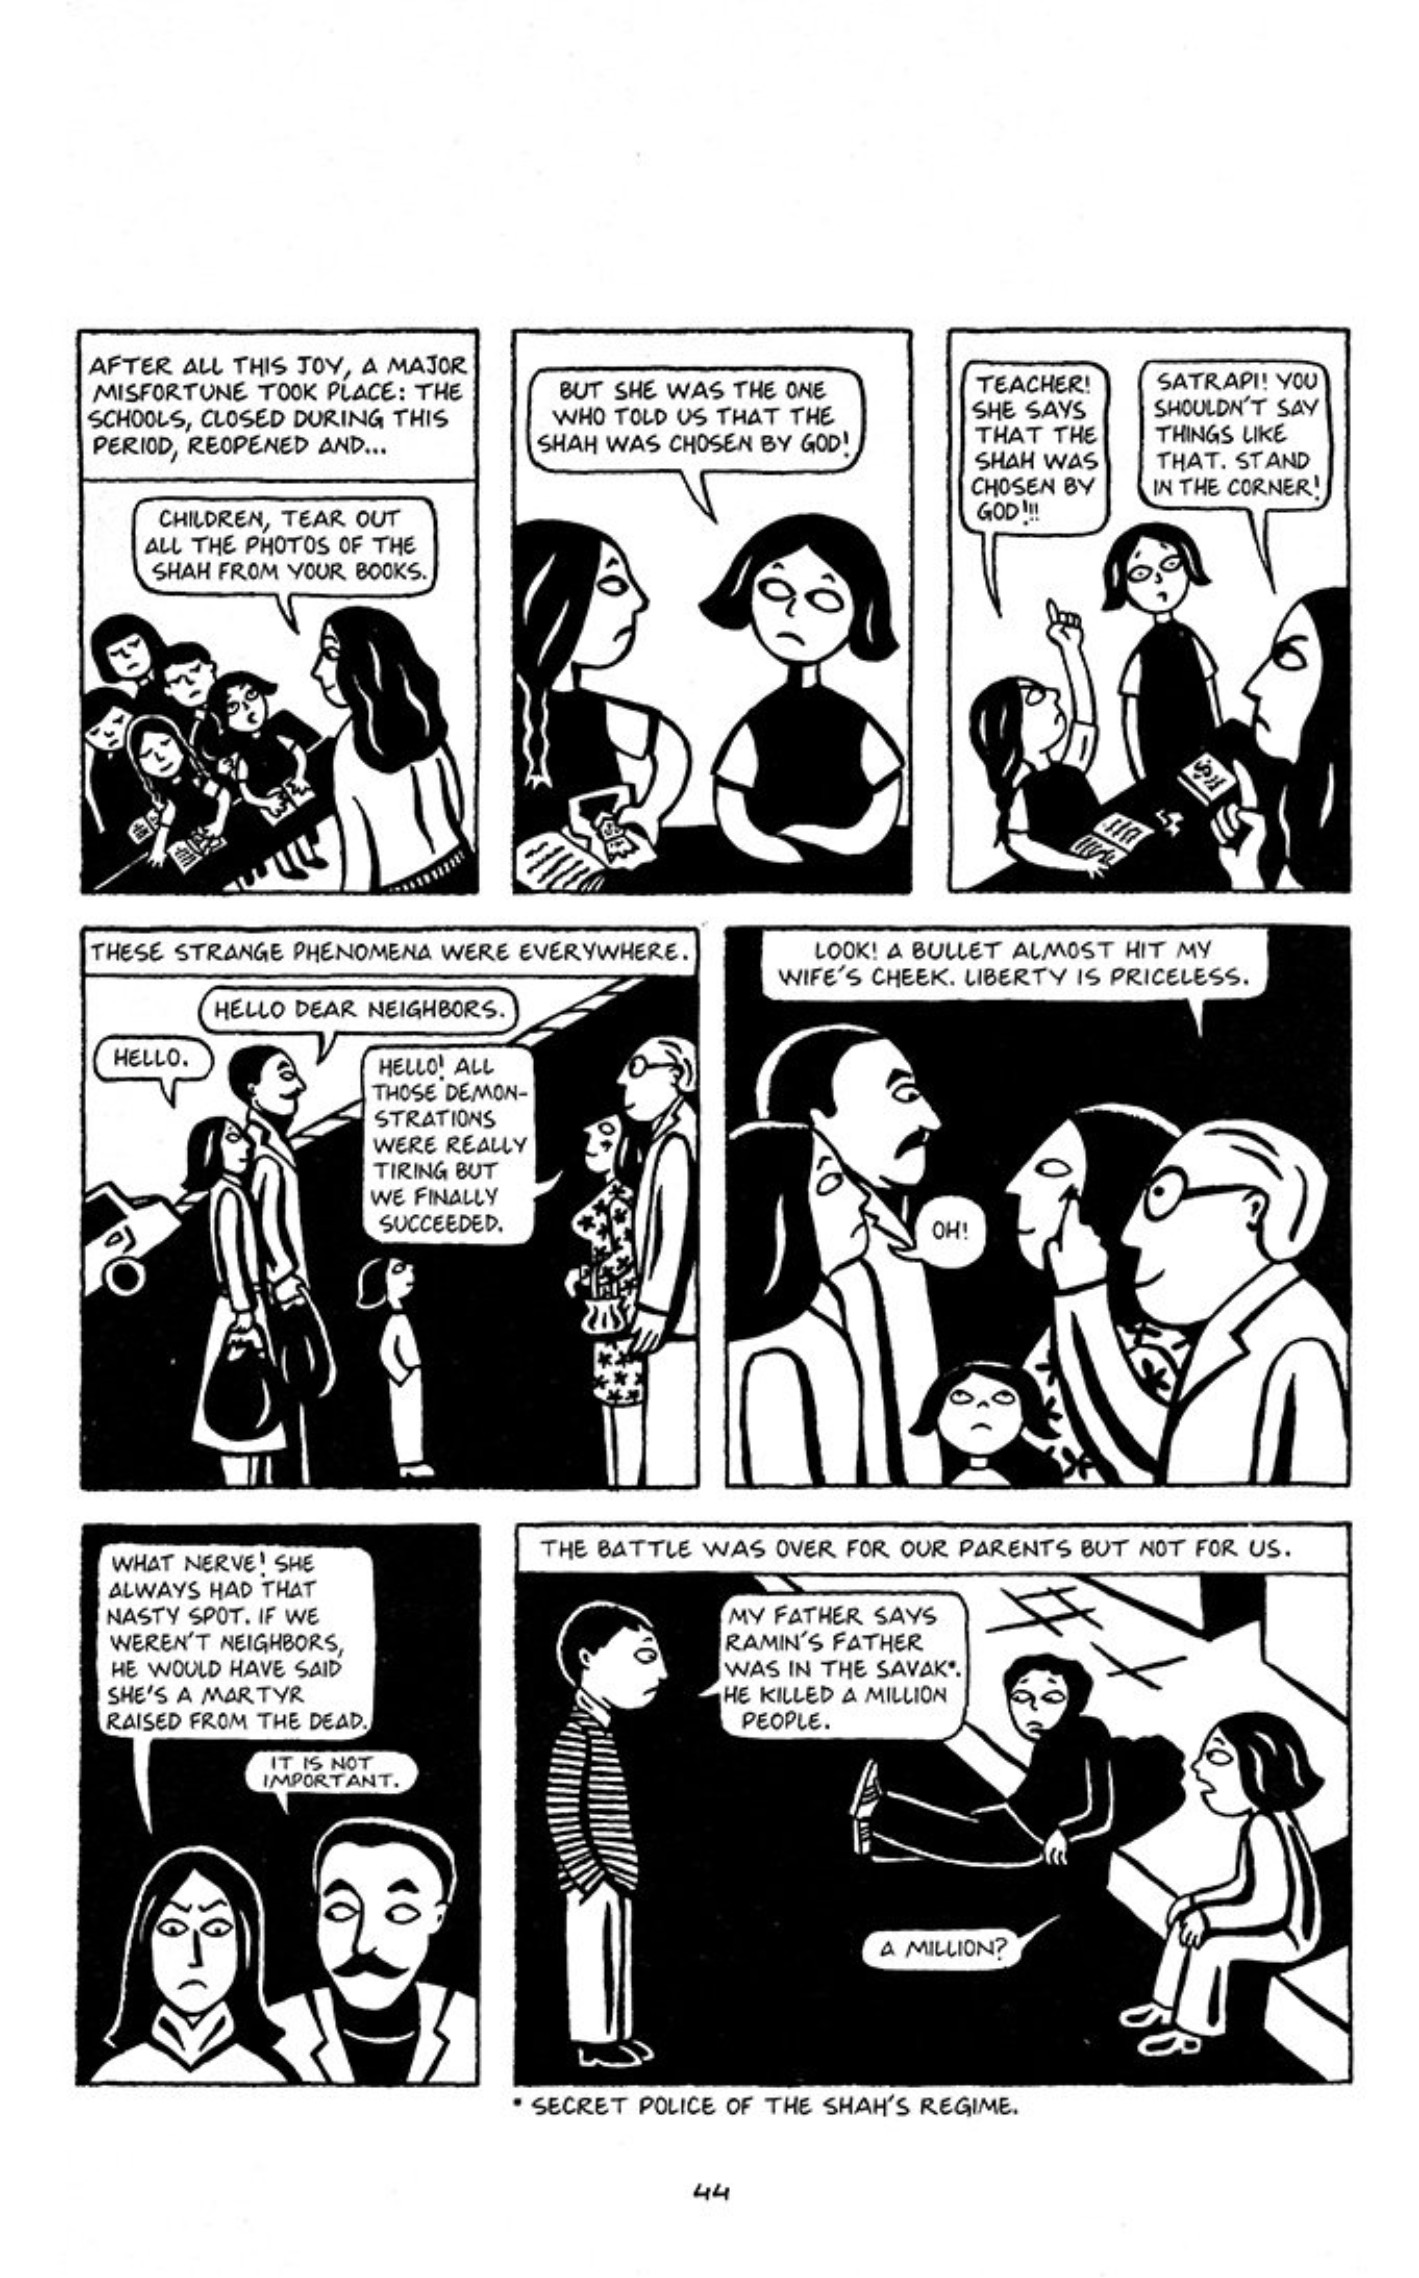 AFTER ALL THIS JOY, A MAJOR
MISFORTUNE TOOK PLACE: THE
SCHOOLS, CLOSED DURING THIS
PERIOD, REOPENED AND...
CHILDREN, TEAR OUT
ALL THE PHOTOS OF THE
SHAH FROM YOUR BOOKS.
BUT SHE WAS THE ONE
WHO TOLD US THAT THE
SHAH WAS CHOSEN BY GOD!
TEACHER!
SHE SAYS
THAT THE
SHAH WAS
CHOSEN BY
GOD!!!
SATRAPI! YOU
SHOULDN'T SAY
THINGS LIKE
THAT. STAND
IN THE CORNER!
THESE STRANGE PHENOMENA WERE EVERYWHERE.
HELLO DEAR NEIGHBORS.
HELLO.
HELLO! ALL
THOSE DEMON-
STRATIONS
WERE REALLY
TIRING BUT
WE FINALLY
SUCCEEDED.
LOOK! A BULLET ALMOST HIT MY
WIFE'S CHEEK. LIBERTY IS PRICELESS.
OH!
WHAT NERVE! SHE
ALWAYS HAD THAT
NASTY SPOT. IF WE
WEREN'T NEIGHBORS,
HE WOULD HAVE SAID
SHE'S A MARTYR
RAISED FROM THE DEAD.
IT IS NOT
IMPORTANT.
THE BATTLE WAS OVER FOR OUR PARENTS BUT NOT FOR US.
MY FATHER SAYS
RAMIN'S FATHER
WAS IN THE SAVAK*.
HE KILLED A MILLION
PEOPLE.
A MILLION?
* SECRET POLICE OF THE SHAH'S REGIME.
44